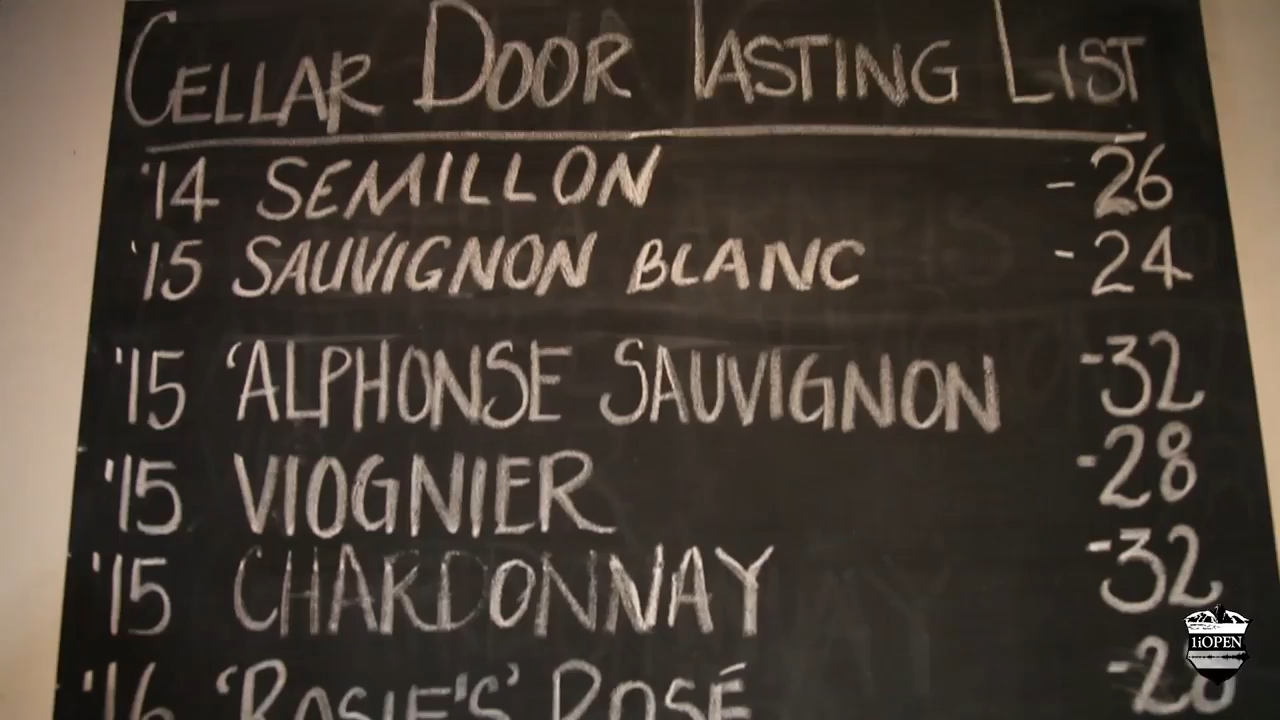 CELLAR DOOR TASTING LIST
'14 SEMILLON -26
'15 SAUVIGNON BLANC -24
'15 'ALPHONSE SAUVIGNON -32
'15 VIOGNIER -28
'15 CHARDONNAY -32
'16 'ROSIE'S' ROSÉ
1iOPEN